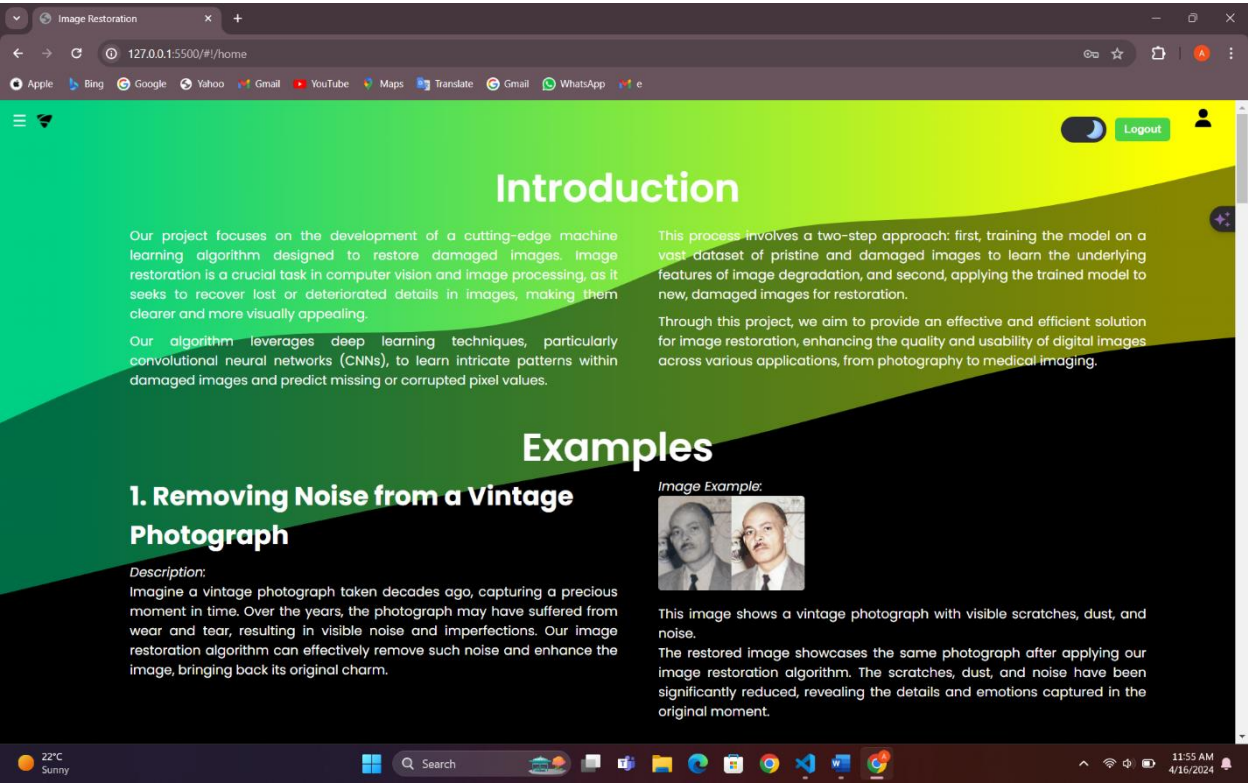 Image Restoration
127.0.0.1:5500/#!/home
A
Apple Bing Google Yahoo Gmail YouTube Maps Translate Gmail WhatsApp e
Logout
Introduction
Our project focuses on the development of a cutting-edge machine
learning algorithm designed to restore damaged images. Image
restoration is a crucial task in computer vision and image processing, as it
seeks to recover lost or deteriorated details in images, making them
clearer and more visually appealing.
Our algorithm leverages deep learning techniques, particularly
convolutional neural networks (CNNs), to learn intricate patterns within
damaged images and predict missing or corrupted pixel values.
This process involves a two-step approach: first, training the model on a
vast dataset of pristine and damaged images to learn the underlying
features of image degradation, and second, applying the trained model to
new, damaged images for restoration.
Through this project, we aim to provide an effective and efficient solution
for image restoration, enhancing the quality and usability of digital images
across various applications, from photography to medical imaging.
Examples
1. Removing Noise from a Vintage
Photograph
Description:
Imagine a vintage photograph taken decades ago, capturing a precious
moment in time. Over the years, the photograph may have suffered from
wear and tear, resulting in visible noise and imperfections. Our image
restoration algorithm can effectively remove such noise and enhance the
image, bringing back its original charm.
Image Example:
This image shows a vintage photograph with visible scratches, dust, and
noise.
The restored image showcases the same photograph after applying our
image restoration algorithm. The scratches, dust, and noise have been
significantly reduced, revealing the details and emotions captured in the
original moment.
22°C
Sunny
Search
11:55 AM
4/16/2024